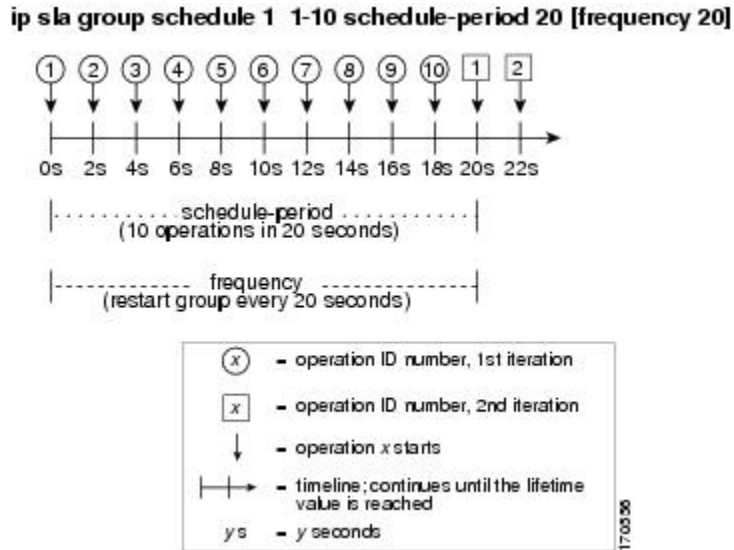 ip sla group schedule 1 1-10 schedule-period 20 [frequency 20]
1 2 3 4 5 6 7 8 9 10 1 2
0s 2s 4s 6s 8s 10s 12s 14s 16s 18s 20s 22s
schedule-period
(10 operations in 20 seconds)
frequency
(restart group every 20 seconds)
x = operation ID number, 1st iteration
x = operation ID number, 2nd iteration
= operation x starts
= timeline; continues until the lifetime
value is reached
y s = y seconds
170556